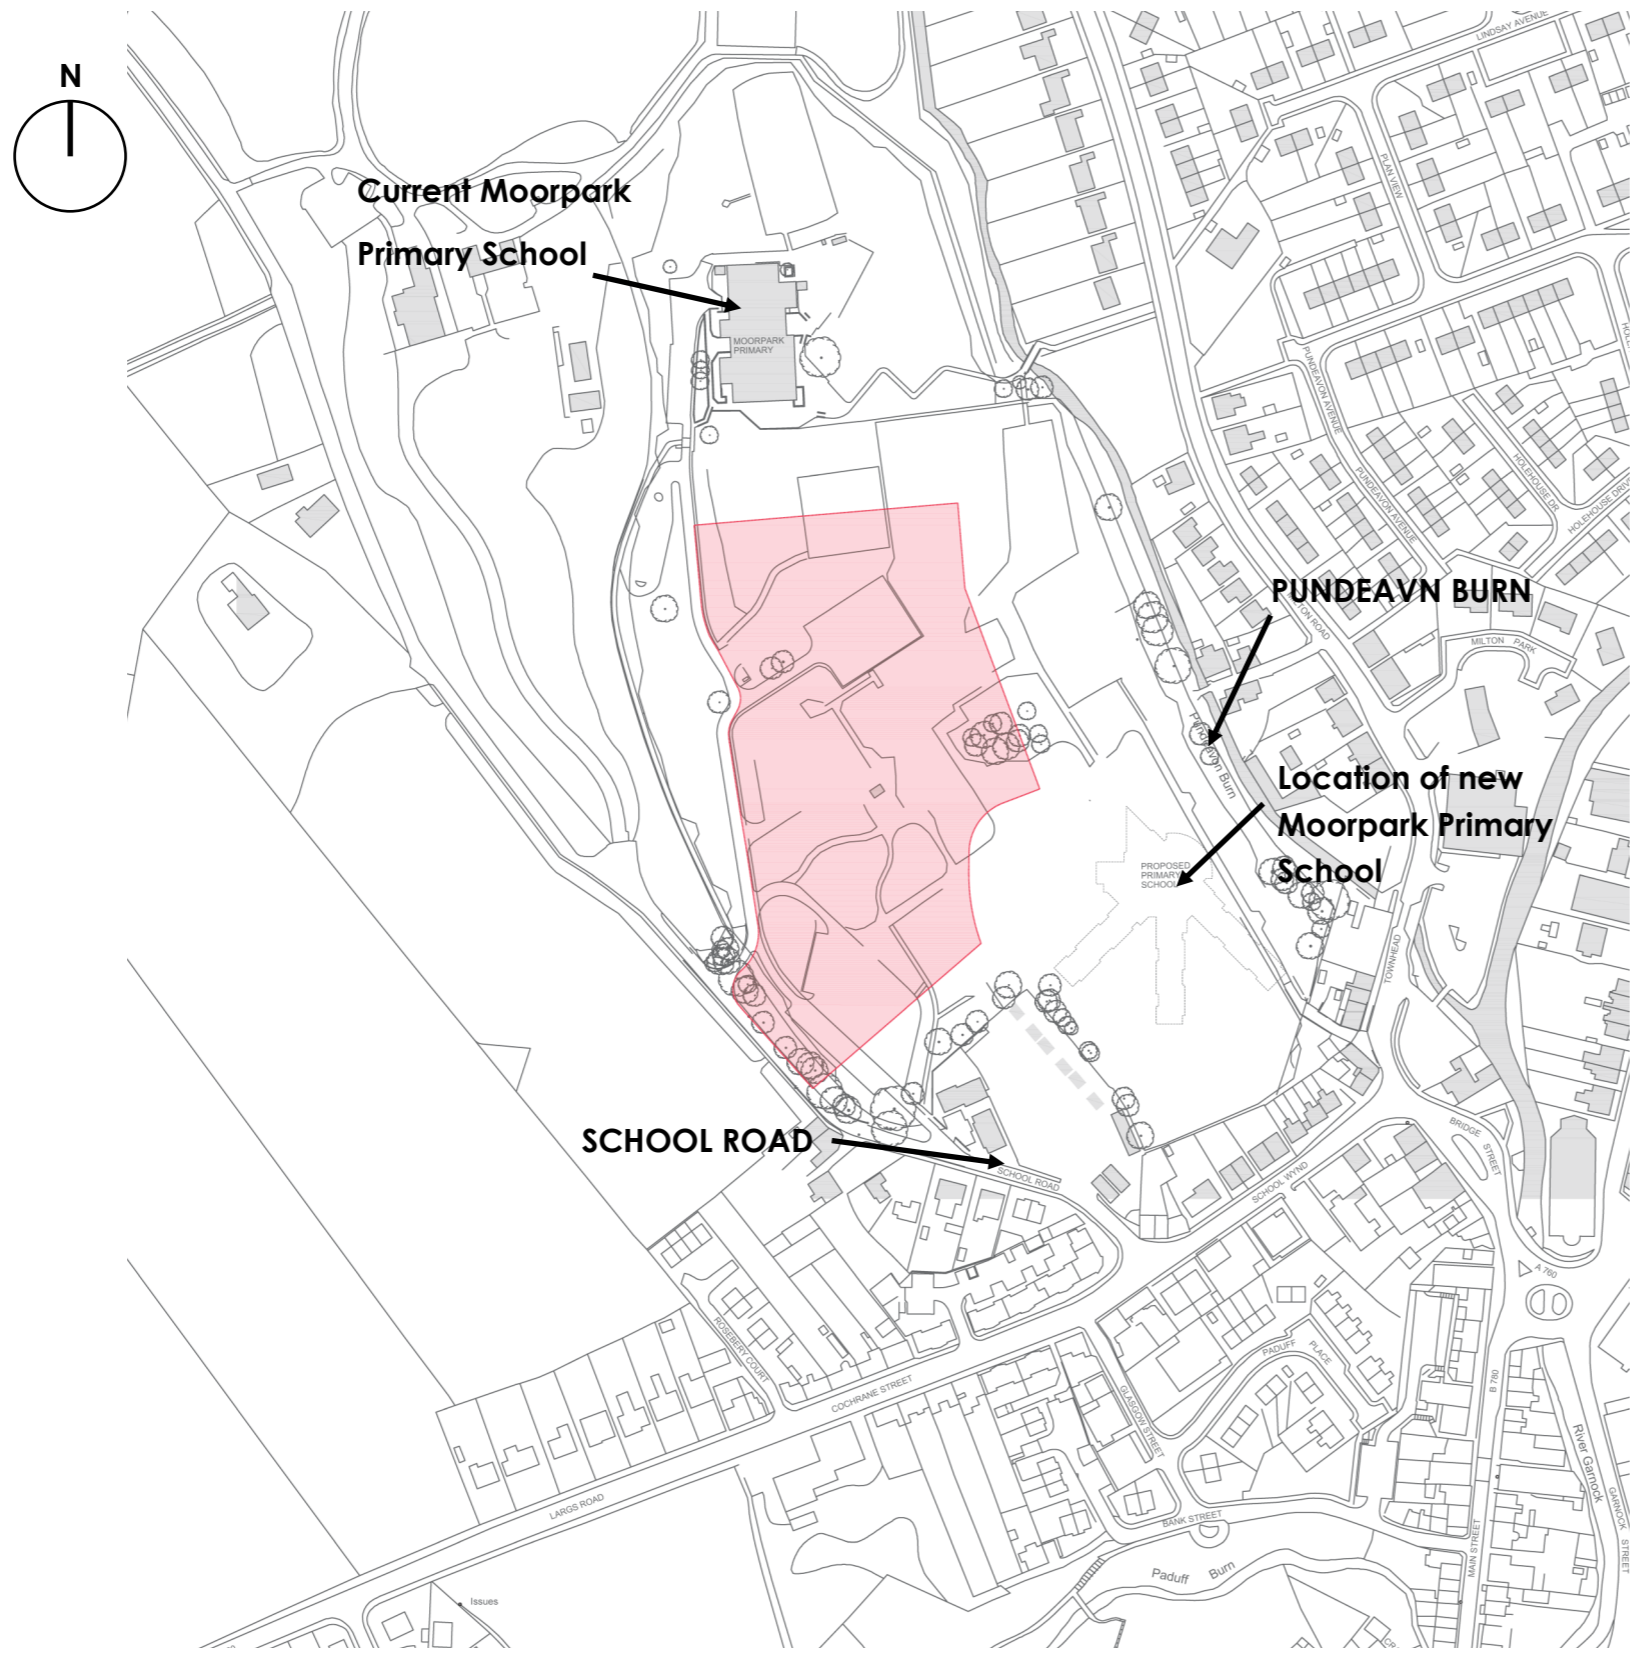 N
LINDSAY AVENUE
PLAN VIEW
Current Moorpark
Primary School
MOORPARK
PRIMARY
PUNDEAVON AVENUE
PUNDEAVON AVENUE
HOLEHOUSE DR
HOLEHOUSE DRIVE
PUNDEAVN BURN
MILTON PARK
Pundeavon Burn
Location of new
Moorpark Primary
School
PROPOSED
PRIMARY
SCHOOL
TOWNHEAD
SCHOOL ROAD
SCHOOL ROAD
SCHOOL WYND
BRIDGE STREET
A 760
ROSEBERY COURT
COCHRANE STREET
PADUFF PLACE
GLASGOW STREET
B 780
River Garnock
GARNOCK STREET
LARGS ROAD
BANK STREET
MAIN STREET
Paduff Burn
Issues